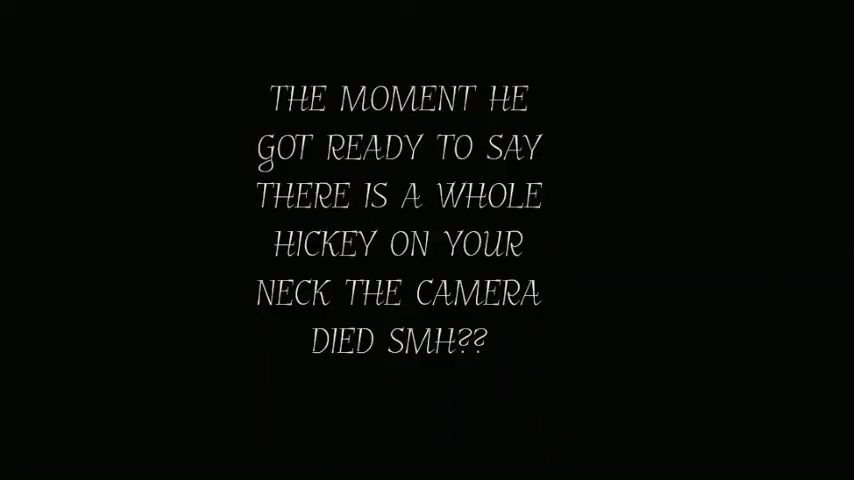 THE MOMENT HE
GOT READY TO SAY
THERE IS A WHOLE
HICKEY ON YOUR
NECK THE CAMERA
DIED SMH??